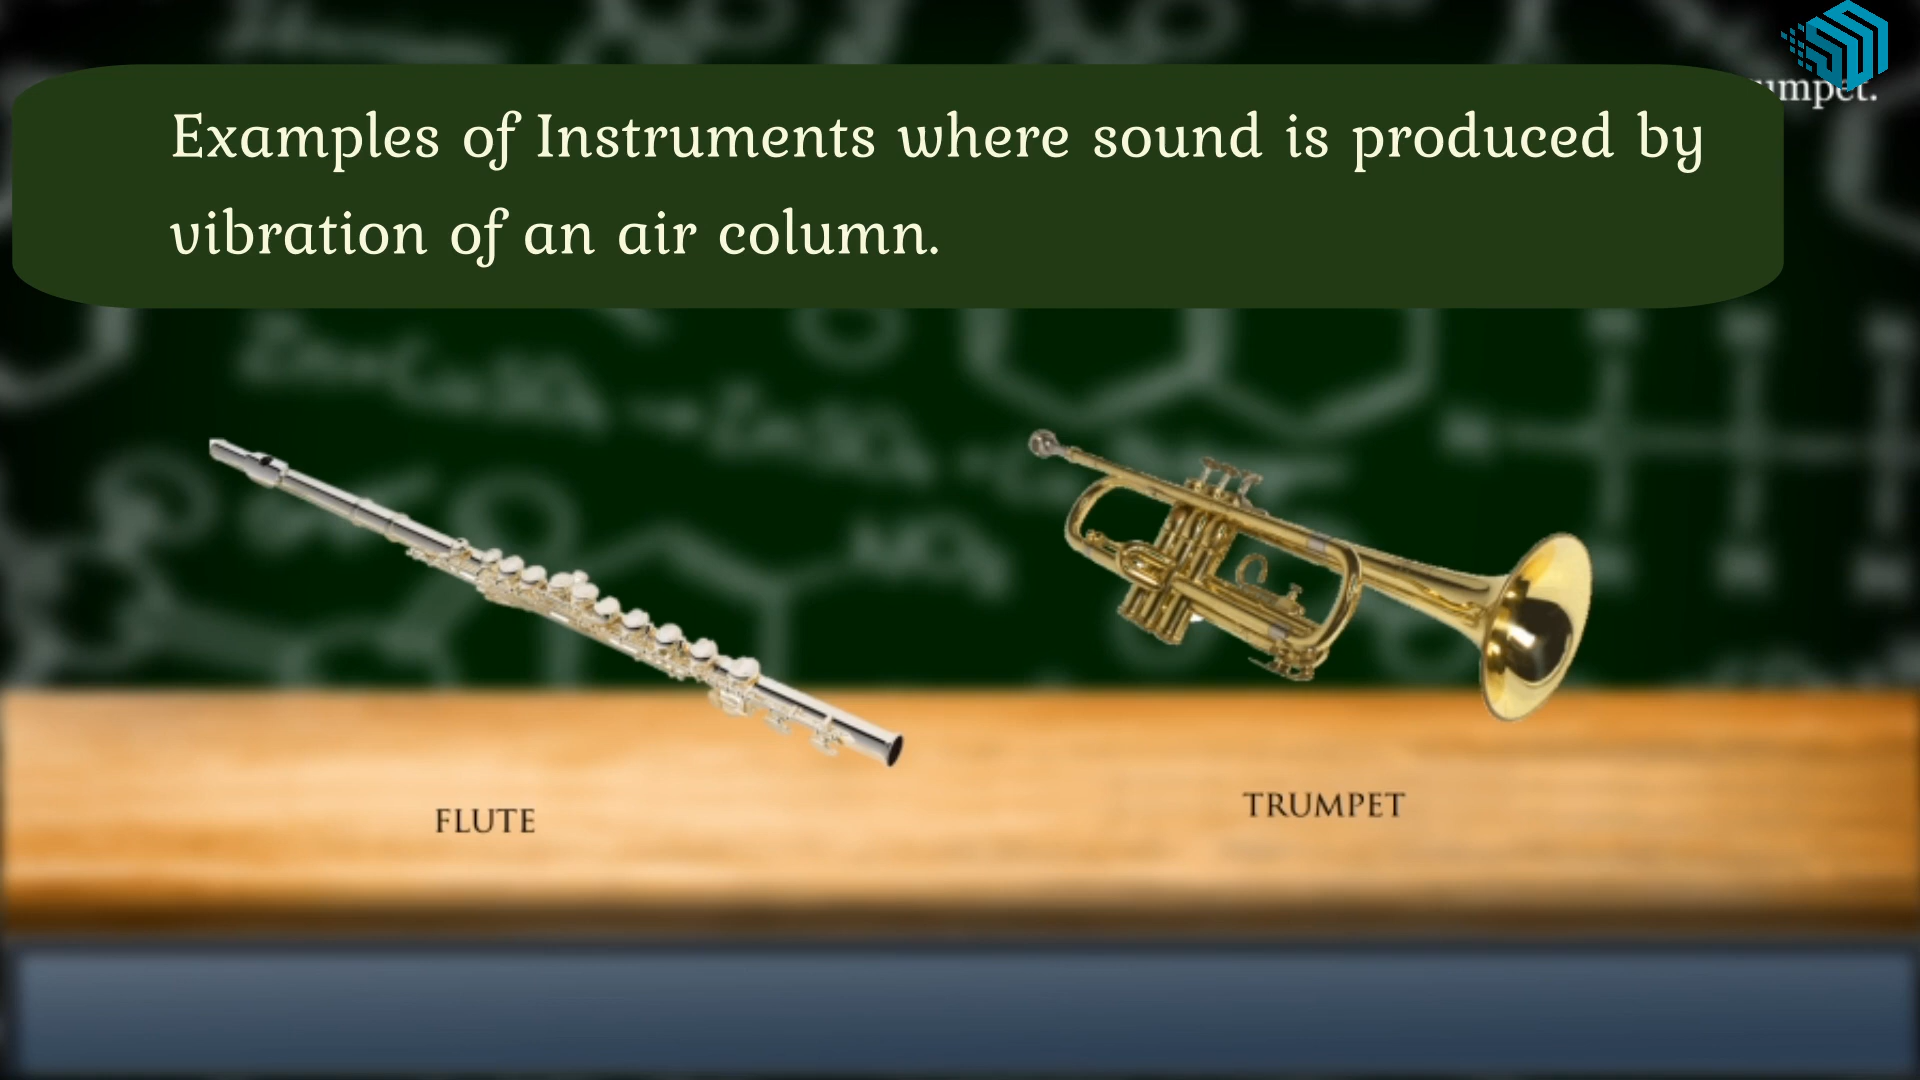 Examples of Instruments where sound is produced by
vibration of an air column.
FLUTE
TRUMPET